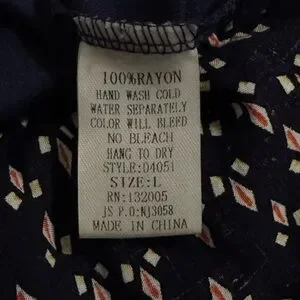 100%RAYON
HAND WASH COLD
WATER SEPARATELY
COLOR WILL BLEED
NO BLEACH
HANG TO DRY
STYLE:D4051
SIZE:L
RN:132005
JS P.O:NJ3058
MADE IN CHINA